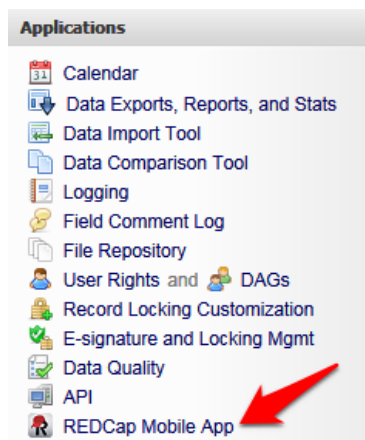 Applications
31 Calendar
Data Exports, Reports, and Stats
Data Import Tool
Data Comparison Tool
Logging
Field Comment Log
File Repository
User Rights and DAGs
Record Locking Customization
E-signature and Locking Mgmt
Data Quality
API
REDCap Mobile App